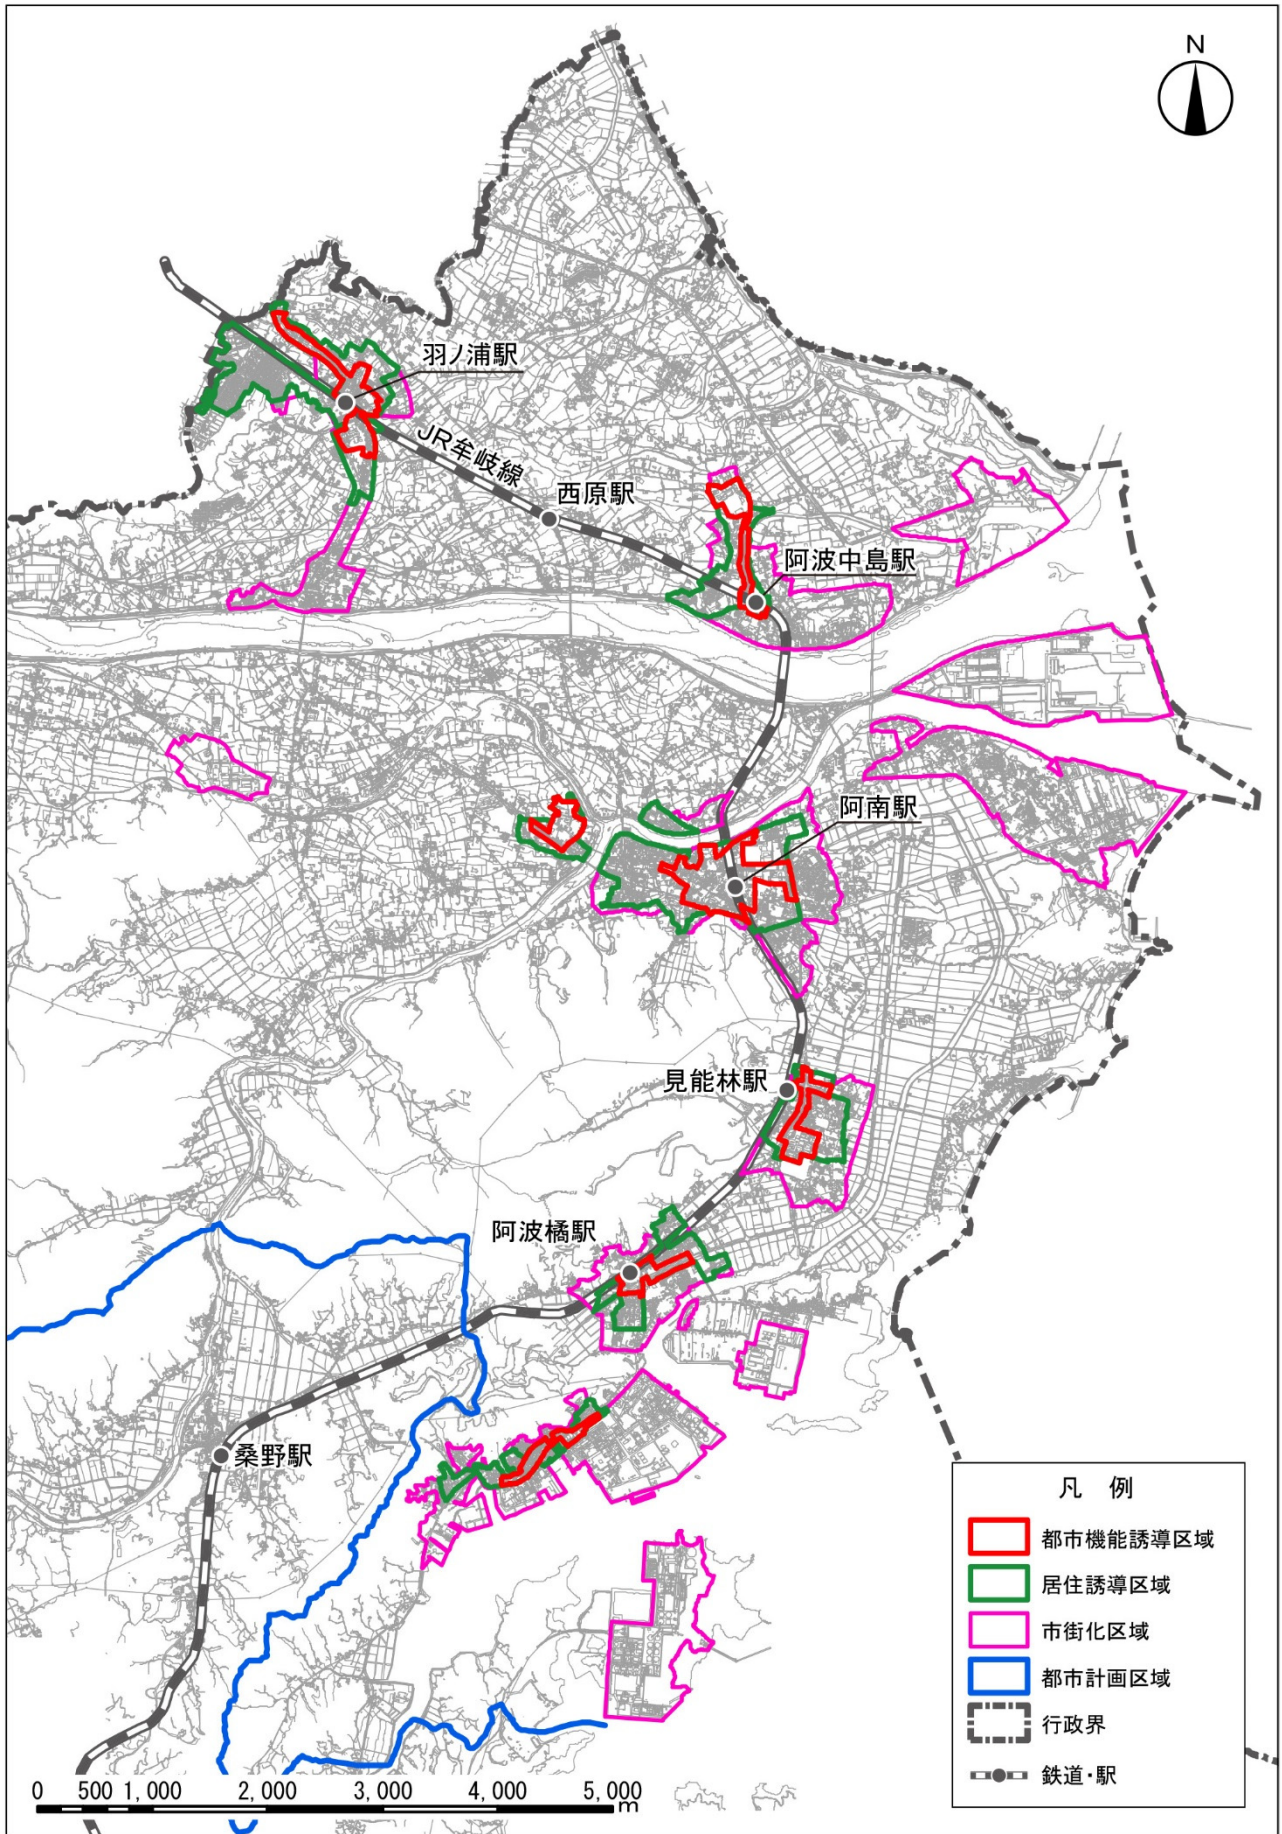 N
羽ノ浦駅
JR牟岐線
西原駅
阿波中島駅
阿南駅
見能林駅
阿波橘駅
桑野駅
凡 例
都市機能誘導区域
居住誘導区域
市街化区域
都市計画区域
行政界
鉄道・駅
0 500 1,000 2,000 3,000 4,000 5,000
m